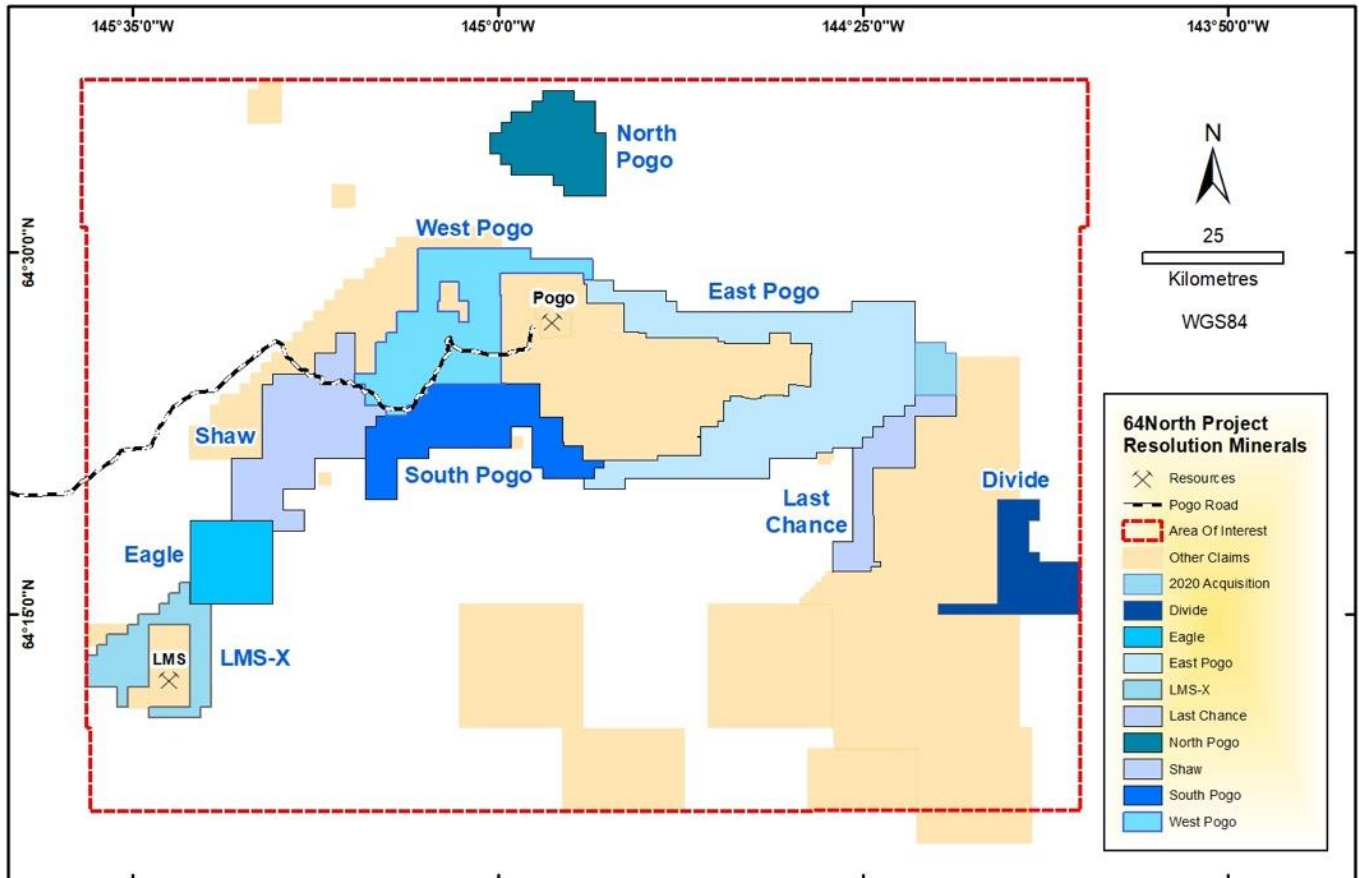 145°35'0"W
145°0'0"W
144°25'0"W
143°50'0"W
North
Pogo
N
West Pogo
64°30'0"N
25
Kilometres
Pogo
East Pogo
WGS84
Shaw
64North Project
Resolution Minerals
South Pogo
Divide
Resources
Last
Chance
Pogo Road
Area Of Interest
Eagle
Other Claims
2020 Acquisition
64°15'0"N
Divide
Eagle
LMS
LMS-X
East Pogo
LMS-X
Last Chance
North Pogo
Shaw
South Pogo
West Pogo